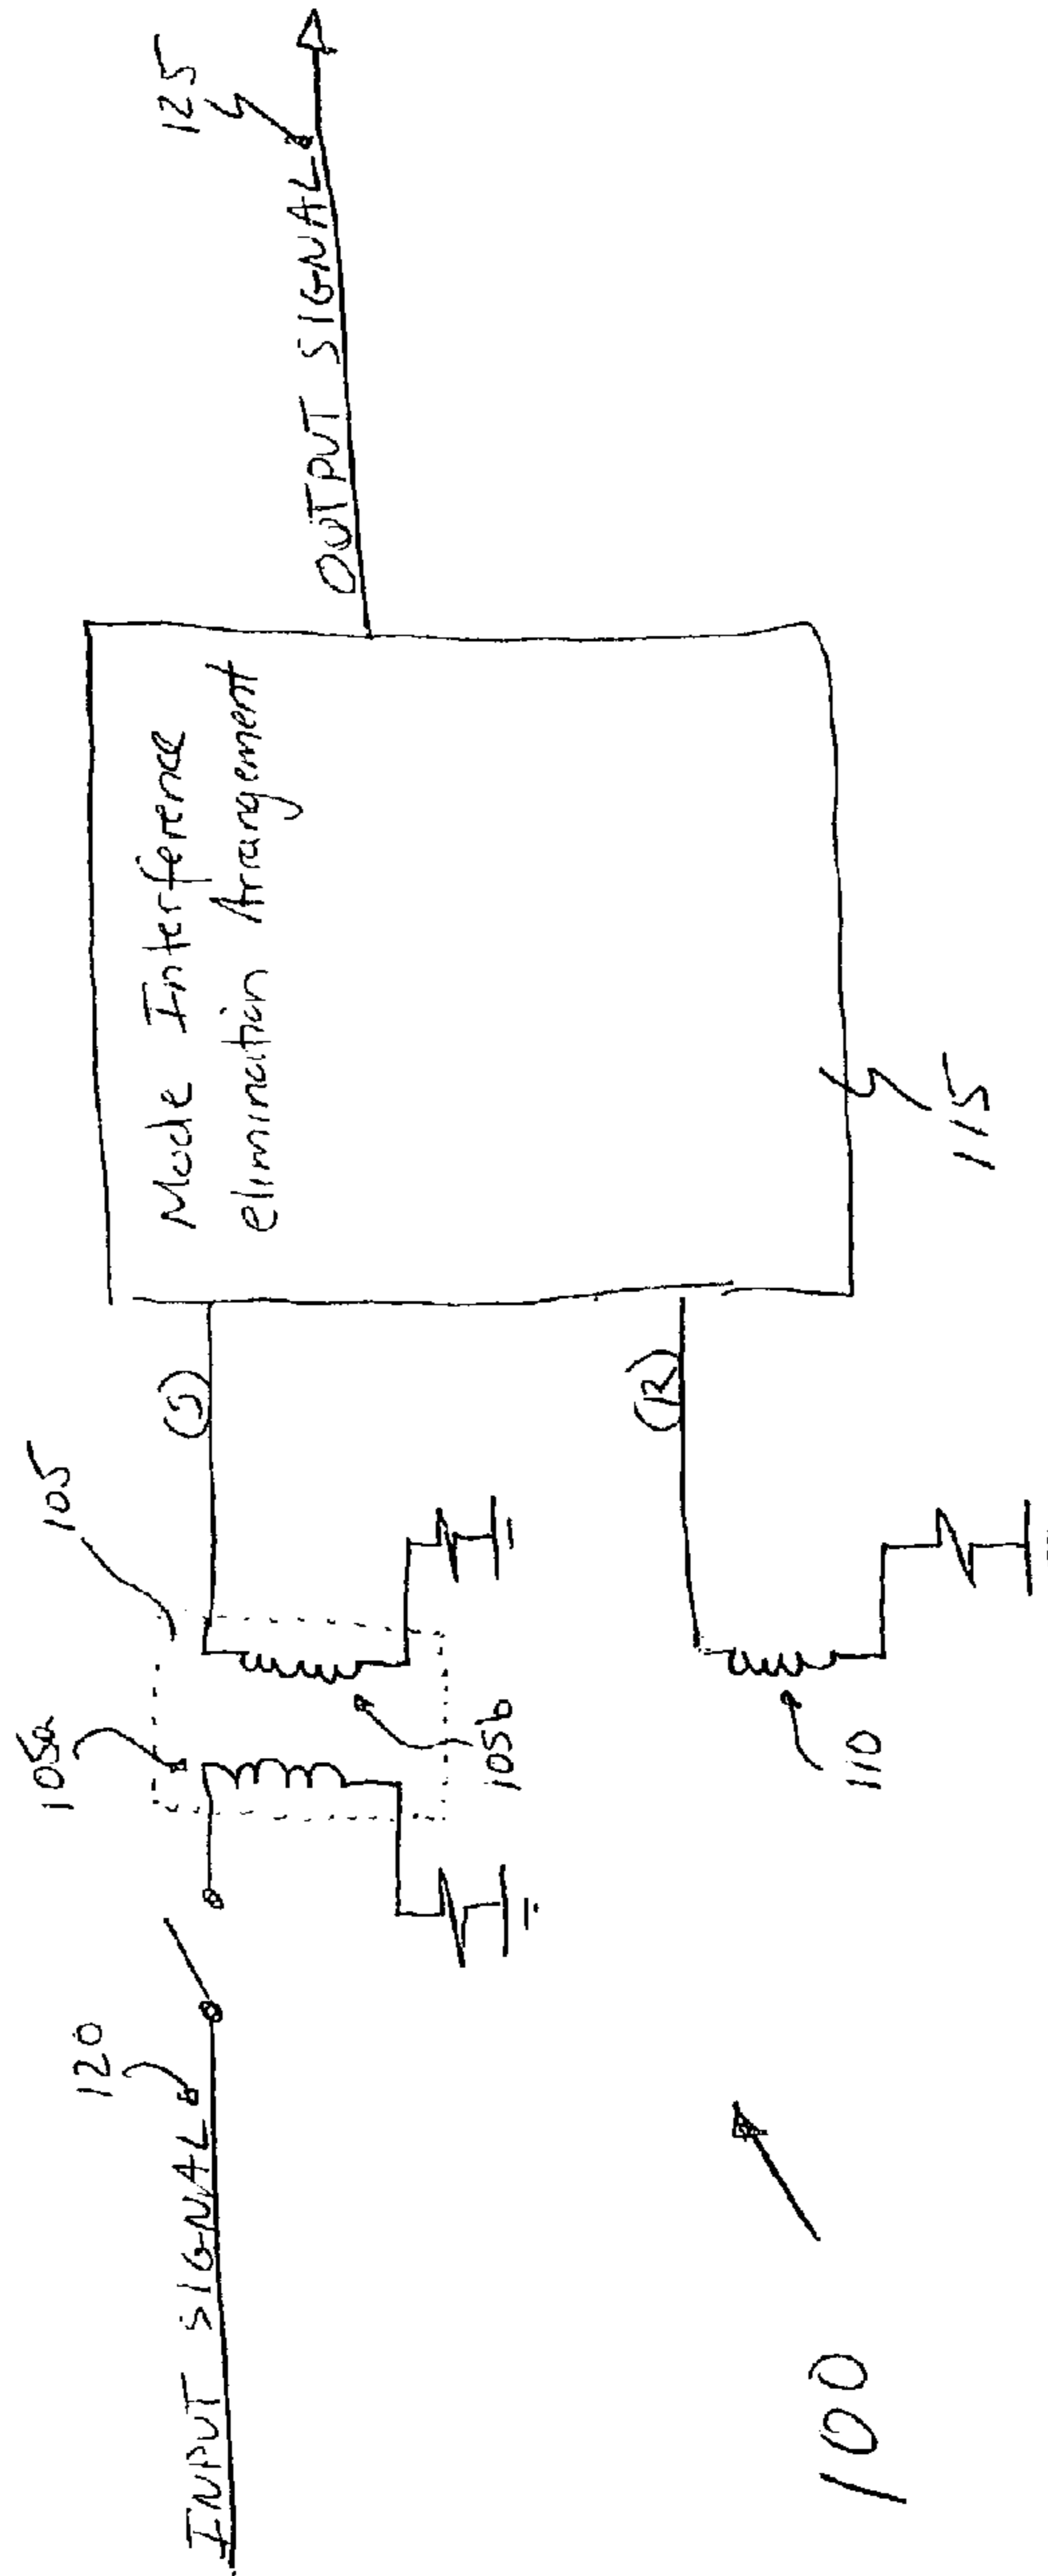 INPUT SIGNAL
120
105a
105
105b
(S)
Mode Interference
elimination Arrangement
OUTPUT SIGNAL
125
(R)
110
115
100